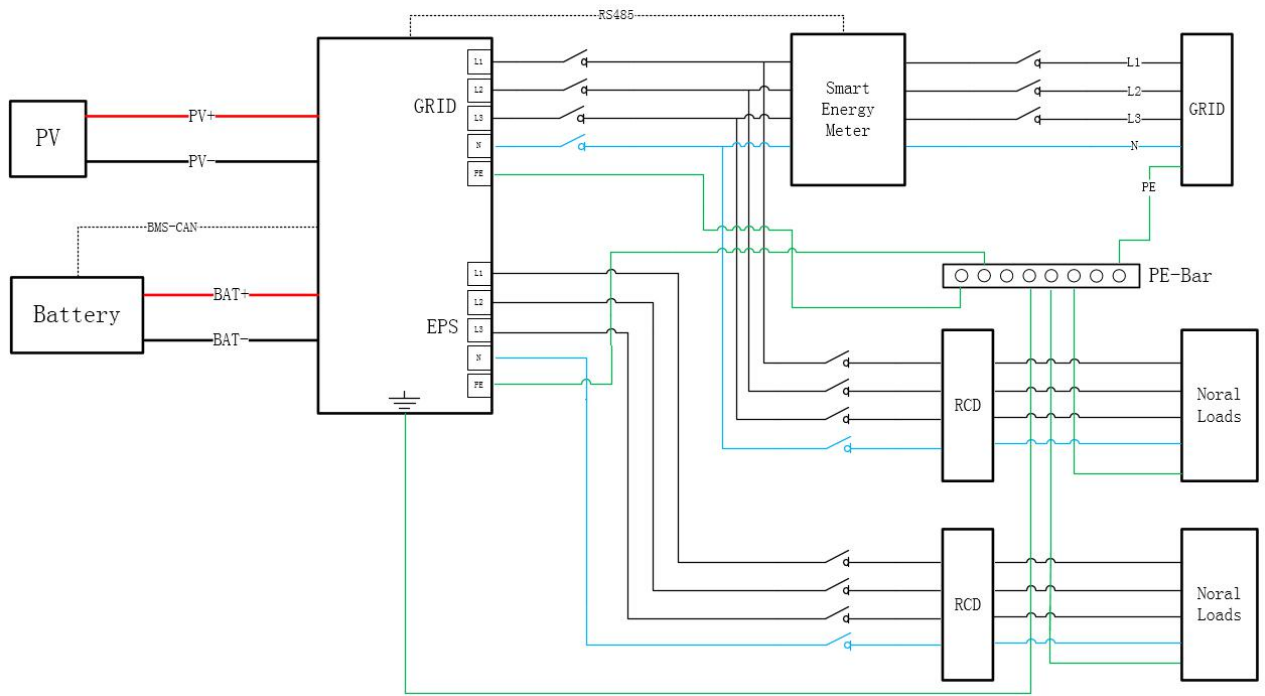 RS485
GRID
L1
L2
L3
N
PE
PV
PV+
PV-
BMS-CAN
Battery
BAT+
BAT-
EPS
L1
L2
L3
N
PE
Smart
Energy
Meter
L1
L2
L3
N
PE
GRID
PE-Bar
RCD
Noral
Loads
RCD
Noral
Loads